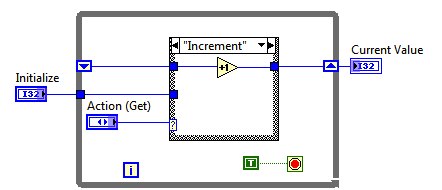 "Increment"
Current Value
+1
I32
Initialize
I32
Action (Get)
?
T
i